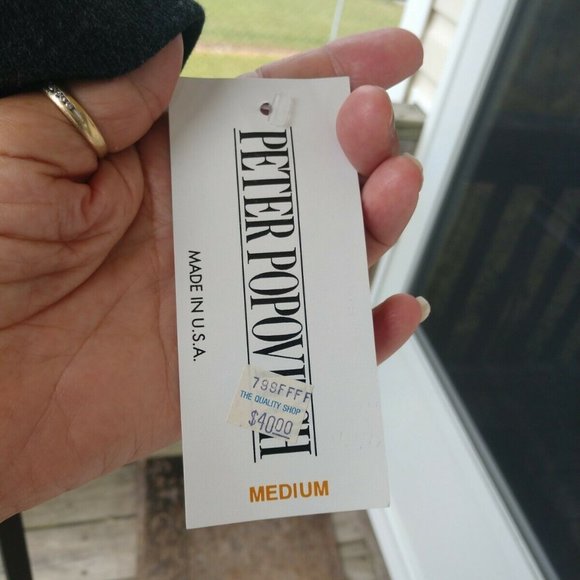 PETER POPOVITCH
MADE IN U.S.A.
799FFFF
THE QUALITY SHOP
$40.00
MEDIUM